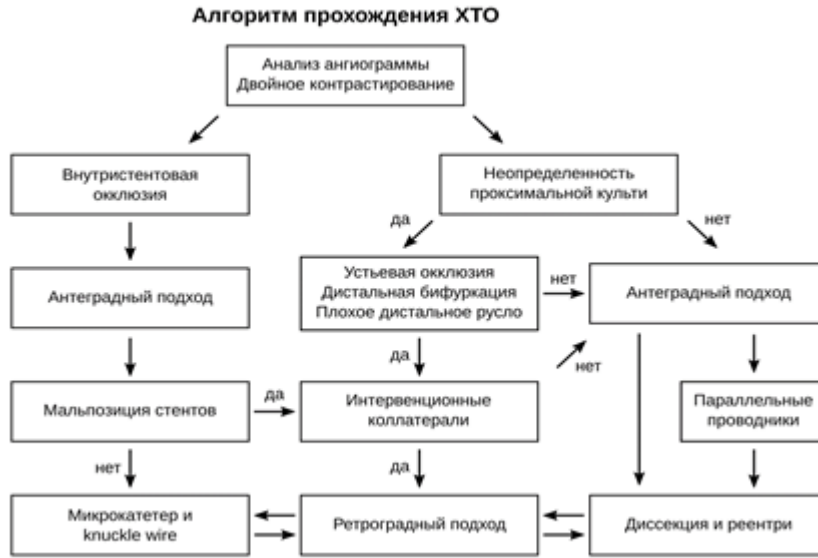 Алгоритм прохождения ХТО
Анализ ангиограммы
Двойное контрастирование
Внутристентовая
окклюзия
Неопределенность
проксимальной культи
да
нет
Антеградный подход
Устьевая окклюзия
Дистальная бифуркация
Плохое дистальное русло
нет
Антеградный подход
да
нет
Мальпозиция стентов
да
Интервенционные
коллатерали
Параллельные
проводники
нет
да
Микрокатетер и
knuckle wire
Ретроградный подход
Диссекция и реентри